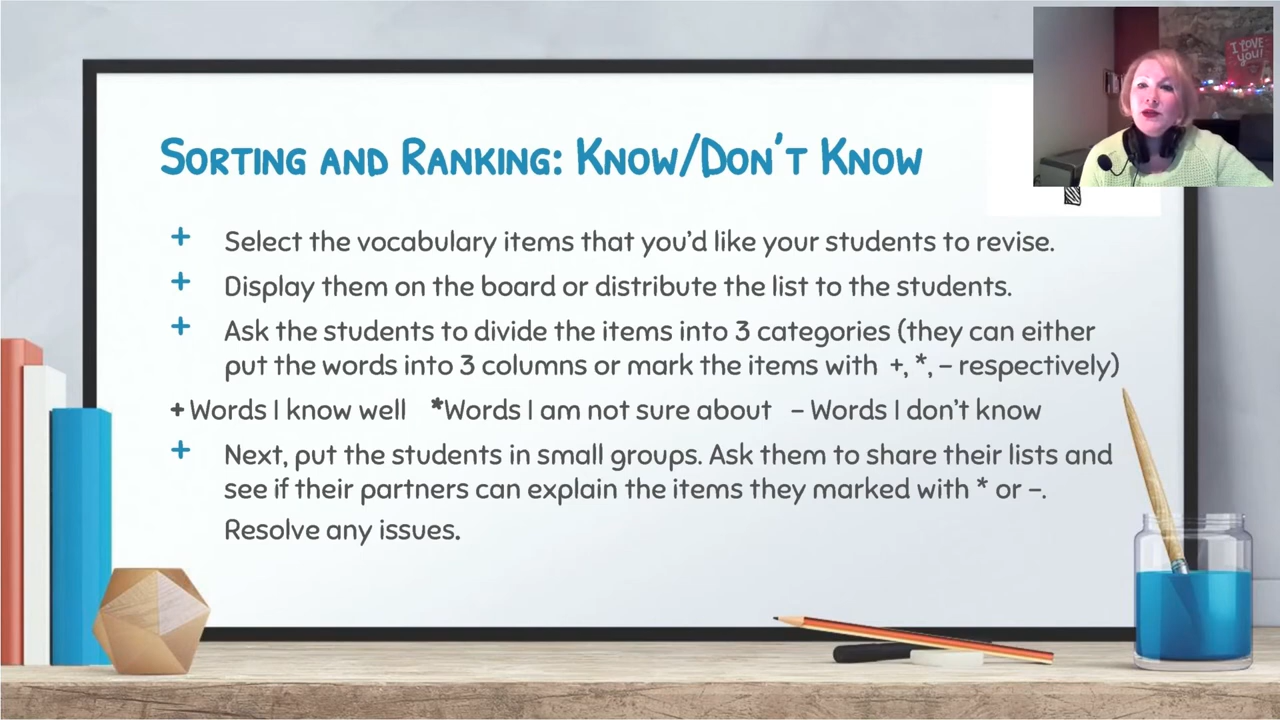 I LOVE
you!
SORTING AND RANKING: KNOW/DON'T KNOW
+ Select the vocabulary items that you'd like your students to revise.
+ Display them on the board or distribute the list to the students.
+ Ask the students to divide the items into 3 categories (they can either
put the words into 3 columns or mark the items with +, *, – respectively)
+ Words I know well *Words I am not sure about – Words I don't know
+ Next, put the students in small groups. Ask them to share their lists and
see if their partners can explain the items they marked with * or –.
Resolve any issues.